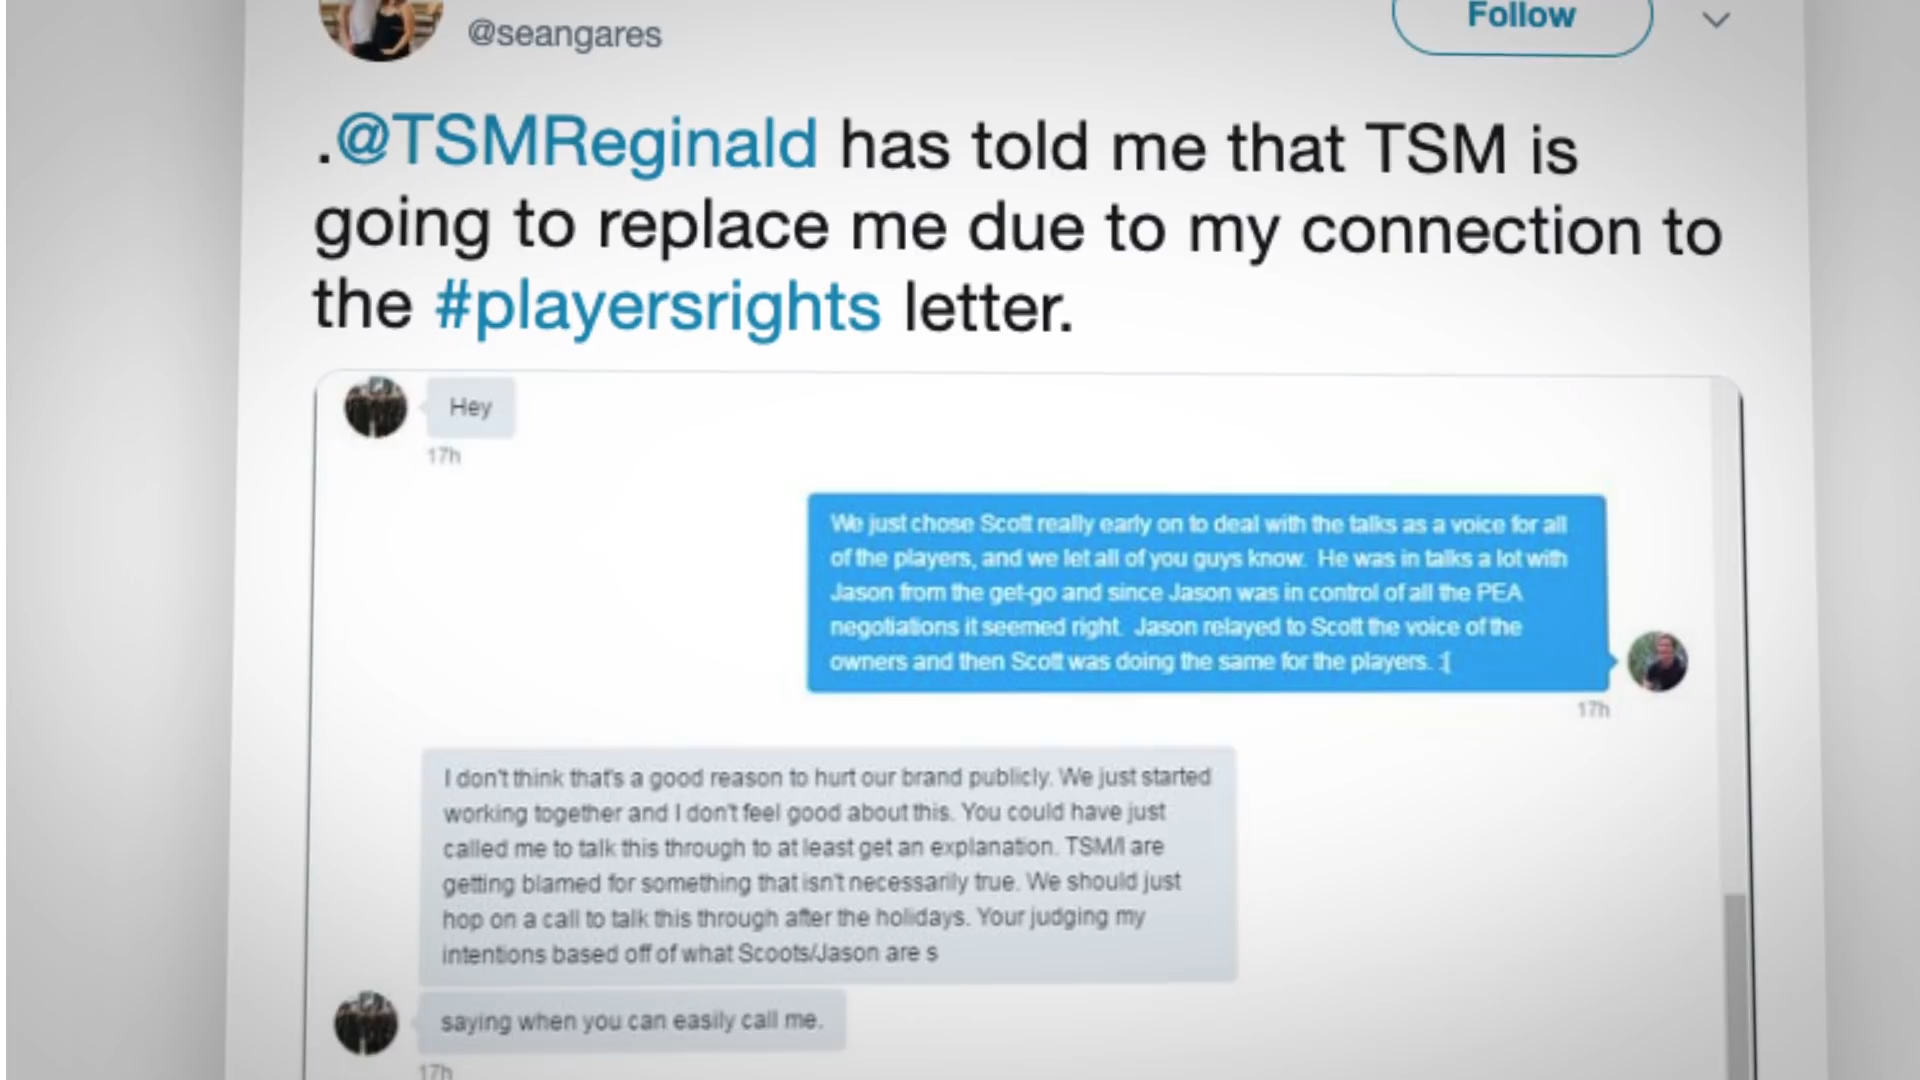 @seangares
Follow
.@TSMReginald has told me that TSM is
going to replace me due to my connection to
the #playersrights letter.
Hey
17h
We just chose Scott really early on to deal with the talks as a voice for all
of the players, and we let all of you guys know. He was in talks a lot with
Jason from the get-go and since Jason was in control of all the PEA
negotiations it seemed right. Jason relayed to Scott the voice of the
owners and then Scott was doing the same for the players. :[
17h
I don't think that's a good reason to hurt our brand publicly. We just started
working together and I don't feel good about this. You could have just
called me to talk this through to at least get an explanation. TSM/I are
getting blamed for something that isn't necessarily true. We should just
hop on a call to talk this through after the holidays. Your judging my
intentions based off of what Scoots/Jason are s
saying when you can easily call me.
17h